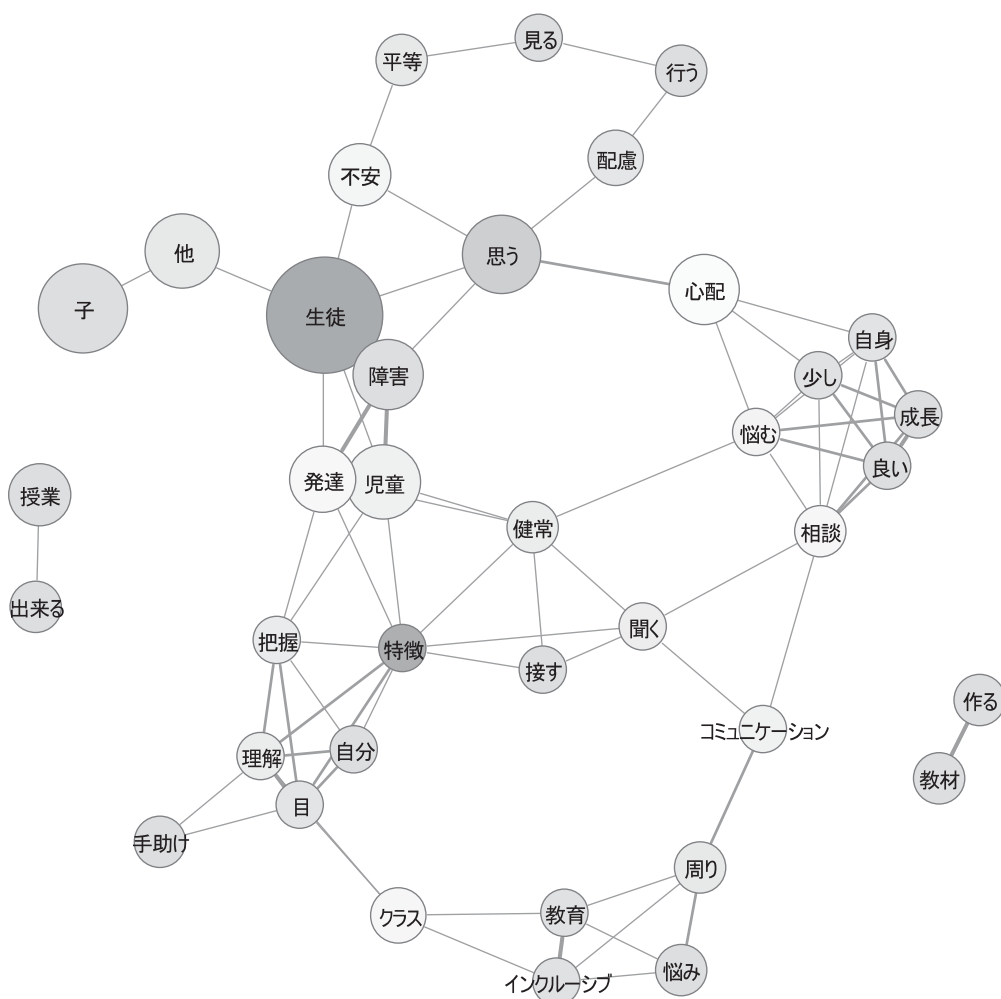 見る
平等
行う
配慮
不安
他
思う
心配
子
生徒
自身
障害
少し
成長
悩む
良い
発達
児童
授業
健常
相談
出来る
把握
特徴
聞く
接す
作る
コミュニケーション
自分
理解
教材
目
手助け
周り
クラス
教育
悩み
インクルーシブ